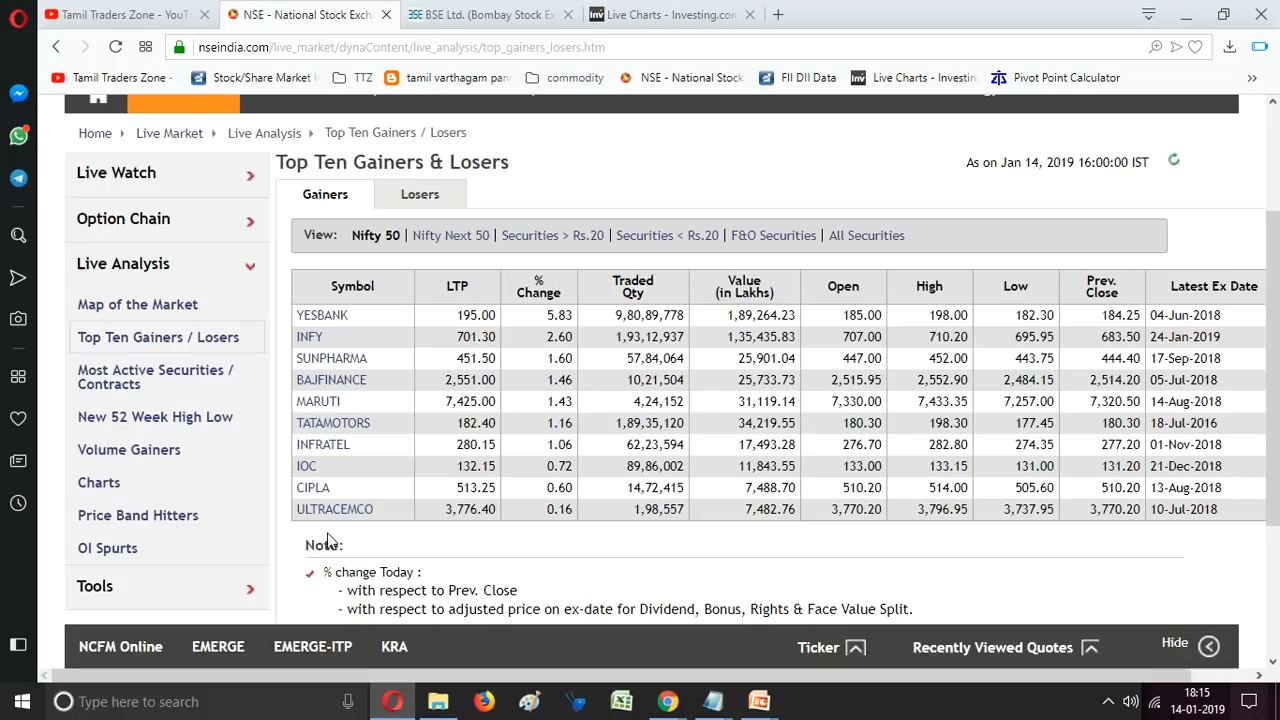 Tamil Traders Zone - YouT
NSE - National Stock Exch
BSE Ltd. (Bombay Stock Ex
Live Charts - Investing.com
nseindia.com/live_market/dynaContent/live_analysis/top_gainers_losers.htm
Tamil Traders Zone -
Stock/Share Market
TTZ
tamil varthagam pan
commodity
NSE - National Stock
FII DII Data
Live Charts - Investin
Pivot Point Calculator
Home Live Market Live Analysis Top Ten Gainers / Losers
Top Ten Gainers & Losers
As on Jan 14, 2019 16:00:00 IST
Live Watch
Option Chain
Live Analysis
Map of the Market
Top Ten Gainers / Losers
Most Active Securities /
Contracts
New 52 Week High Low
Volume Gainers
Charts
Price Band Hitters
OI Spurts
Tools
Gainers Losers
View: Nifty 50 | Nifty Next 50 | Securities > Rs.20 | Securities < Rs.20 | F&O Securities | All Securities
Symbol LTP % Change Traded Qty Value (in Lakhs) Open High Low Prev. Close Latest Ex Date
YESBANK 195.00 5.83 9,80,89,778 1,89,264.23 185.00 198.00 182.30 184.25 04-Jun-2018
INFY 701.30 2.60 1,93,12,937 1,35,435.83 707.00 710.20 695.95 683.50 24-Jan-2019
SUNPHARMA 451.50 1.60 57,84,064 25,901.04 447.00 452.00 443.75 444.40 17-Sep-2018
BAJFINANCE 2,551.00 1.46 10,21,504 25,733.73 2,515.95 2,552.90 2,484.15 2,514.20 05-Jul-2018
MARUTI 7,425.00 1.43 4,24,152 31,119.14 7,330.00 7,433.35 7,257.00 7,320.50 14-Aug-2018
TATAMOTORS 182.40 1.16 1,89,35,120 34,219.55 180.30 198.30 177.45 180.30 18-Jul-2016
INFRATEL 280.15 1.06 62,23,594 17,493.28 276.70 282.80 274.35 277.20 01-Nov-2018
IOC 132.15 0.72 89,86,002 11,843.55 133.00 133.15 131.00 131.20 21-Dec-2018
CIPLA 513.25 0.60 14,72,415 7,488.70 510.20 514.00 505.60 510.20 13-Aug-2018
ULTRACEMCO 3,776.40 0.16 1,98,557 7,482.76 3,770.20 3,796.95 3,737.95 3,770.20 10-Jul-2018
Note:
% change Today :
- with respect to Prev. Close
- with respect to adjusted price on ex-date for Dividend, Bonus, Rights & Face Value Split.
NCFM Online EMERGE EMERGE-ITP KRA Ticker Recently Viewed Quotes Hide
Type here to search
18:15
14-01-2019